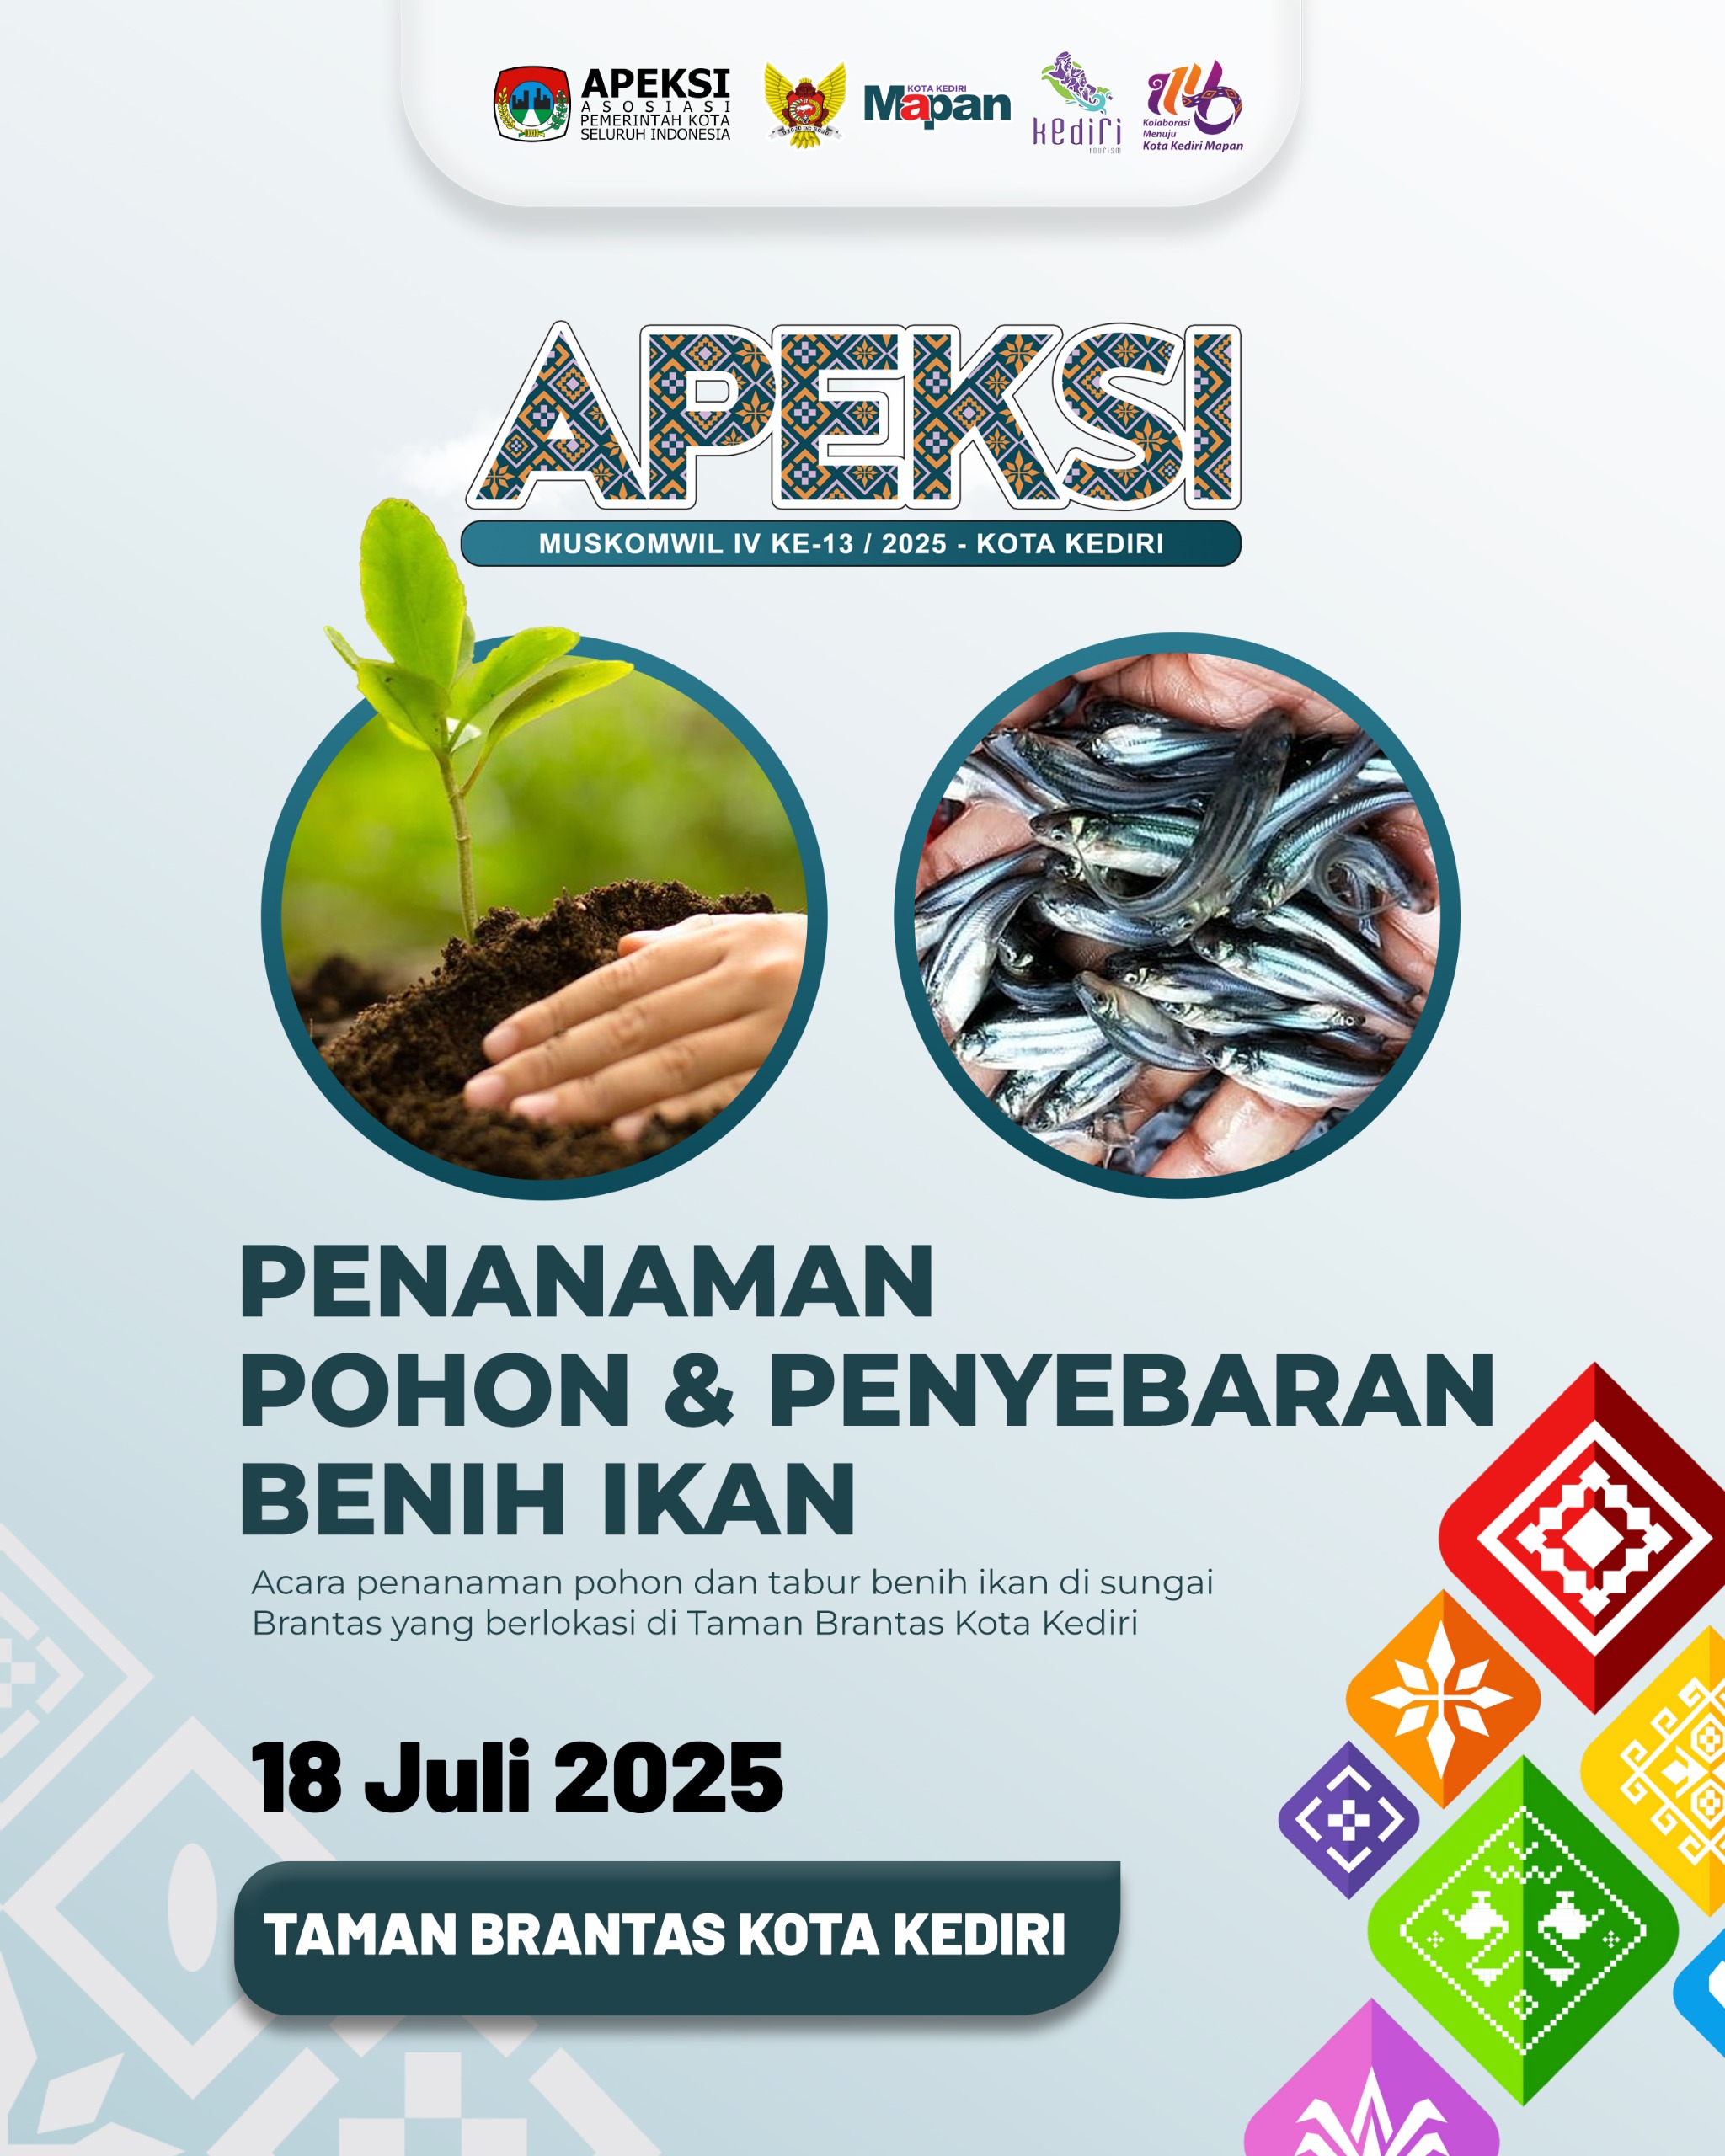 APEKSI
ASOSIASI
PEMERINTAH KOTA
SELURUH INDONESIA
KOTA KEDIRI
Mapan
kediri
tourism
Kolaborasi
Menuju
Kota Kediri Mapan
APEKSI
MUSKOMWIL IV KE-13 / 2025 - KOTA KEDIRI
PENANAMAN
POHON & PENYEBARAN
BENIH IKAN
Acara penanaman pohon dan tabur benih ikan di sungai
Brantas yang berlokasi di Taman Brantas Kota Kediri
18 Juli 2025
TAMAN BRANTAS KOTA KEDIRI